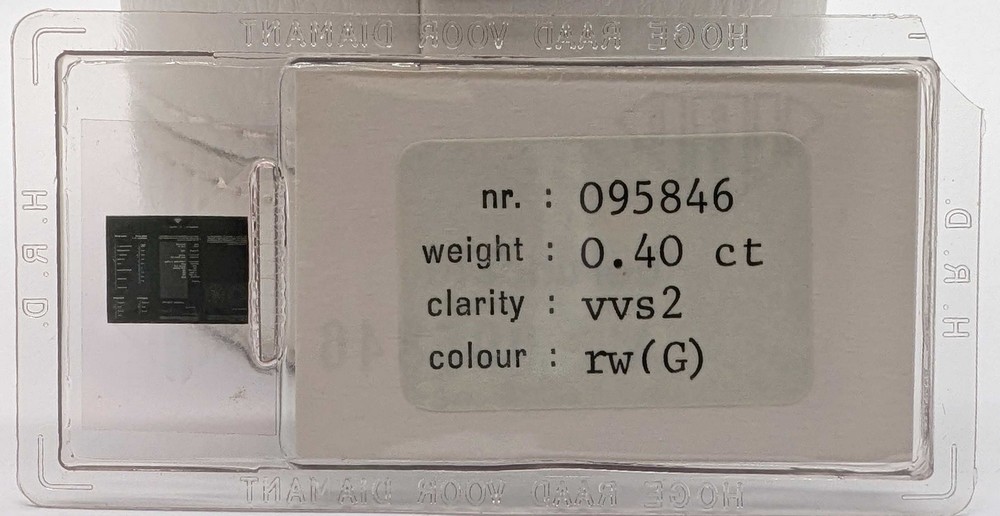 HOGE RAAD VOOR DIAMANT
H.R.D.
nr. : 095846
weight : 0.40 ct
clarity : vvs2
colour : rw(G)
H.R.D.
HOGE RAAD VOOR DIAMANT